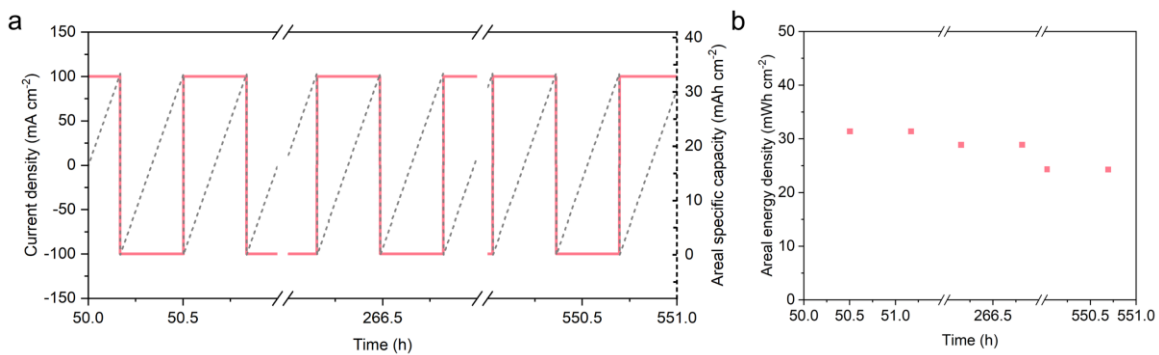 a
150
100
50
0
-50
-100
-150
Current density (mA cm⁻²)
40
30
20
10
0
Areal specific capacity (mAh cm⁻²)
50.0 50.5 266.5 550.5 551.0
Time (h)
b
50
40
30
20
10
0
Areal energy density (mWh cm⁻²)
50.0 50.5 51.0 266.5 550.5 551.0
Time (h)